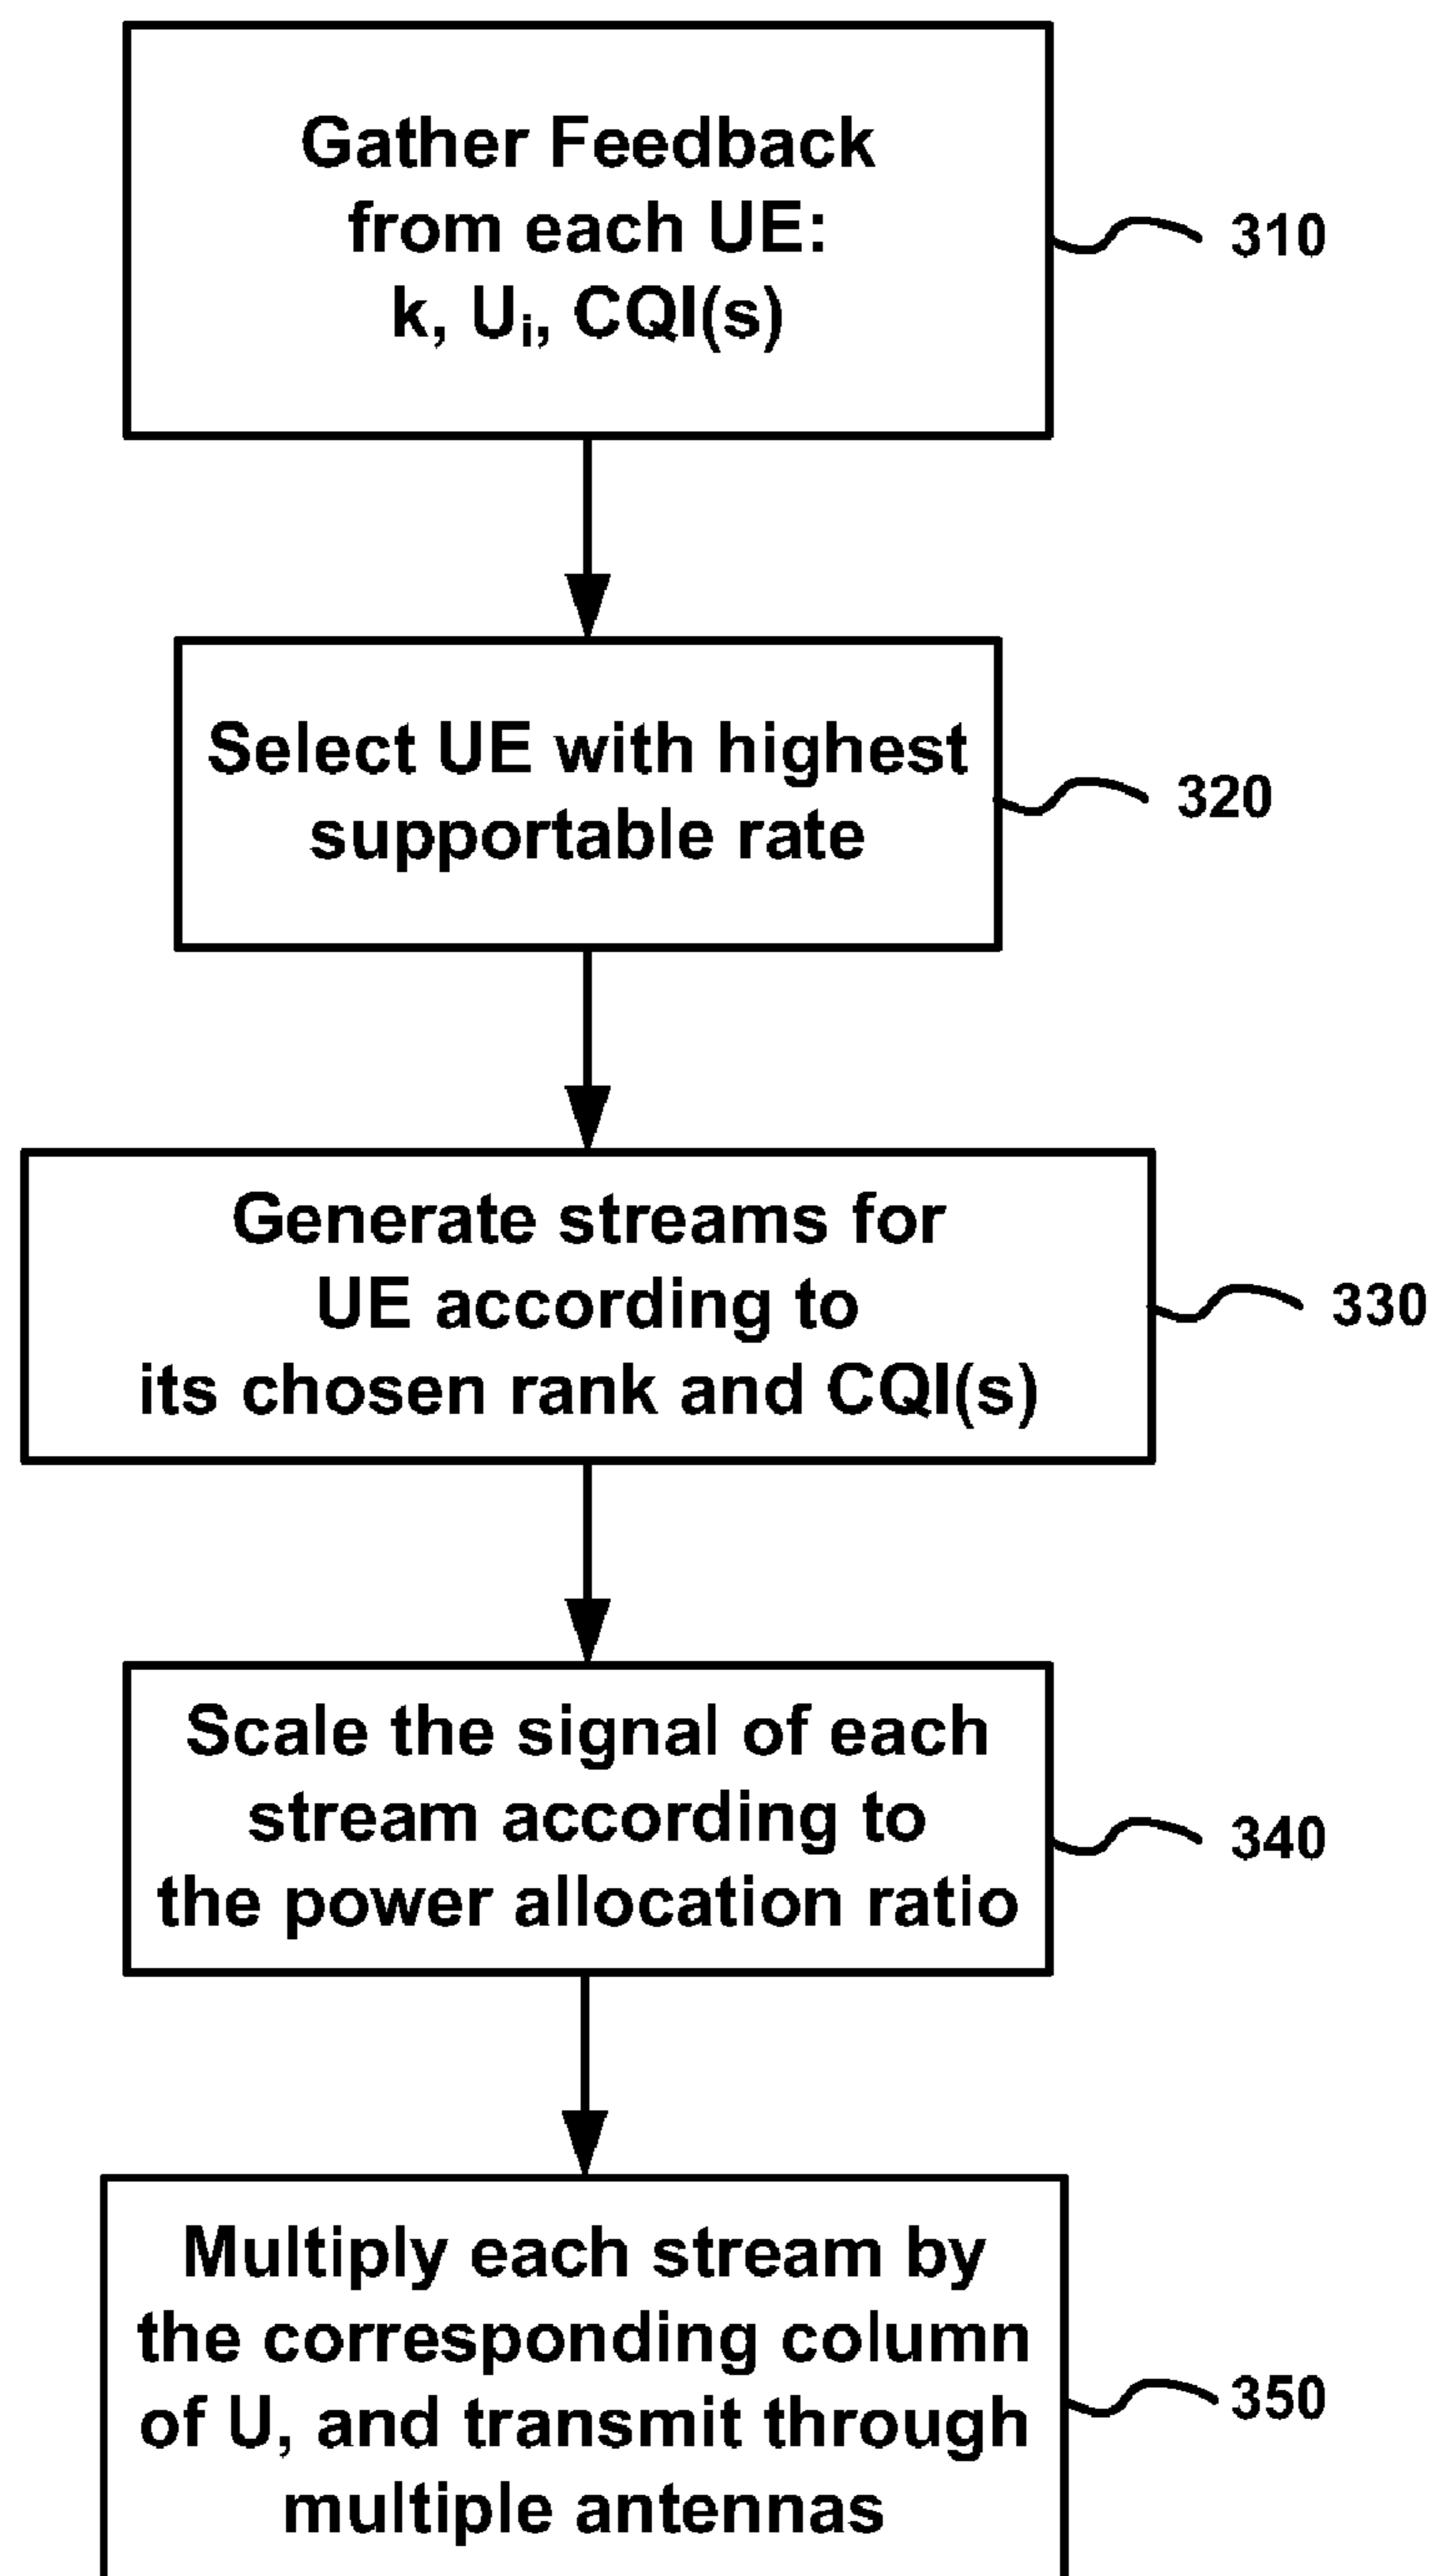 Gather Feedback
from each UE:
k, Uᵢ, CQI(s)
310
Select UE with highest
supportable rate
320
Generate streams for
UE according to
its chosen rank and CQI(s)
330
Scale the signal of each
stream according to
the power allocation ratio
340
Multiply each stream by
the corresponding column
of U, and transmit through
multiple antennas
350